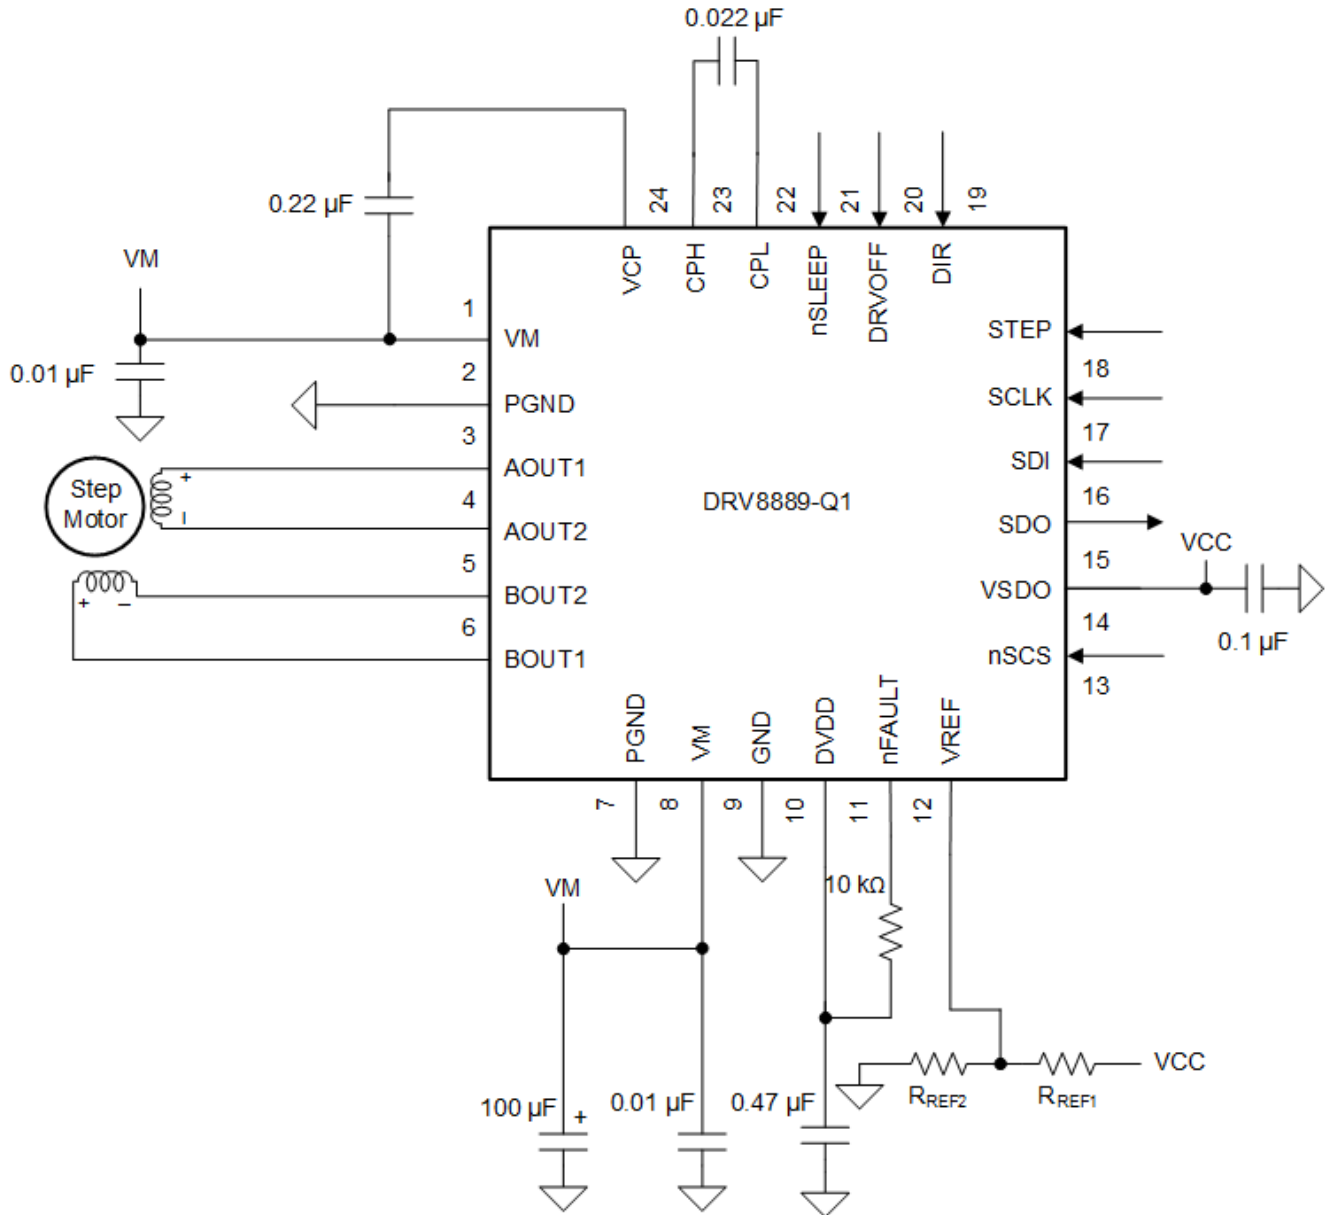 0.022 µF
0.22 µF
24
23
22
21
20
19
VCP
CPH
CPL
nSLEEP
DRVOFF
DIR
VM
1
VM
0.01 µF
2
PGND
3
AOUT1
+
Step
Motor
4
–
AOUT2
5
BOUT2
+ –
6
BOUT1
DRV8889-Q1
STEP
18
SCLK
17
SDI
16
SDO
15
VCC
VSDO
14
0.1 µF
nSCS
13
PGND
VM
GND
DVDD
nFAULT
VREF
7
8
9
10
11
12
VM
10 kΩ
VCC
RREF2
RREF1
100 µF
+
0.01 µF
0.47 µF